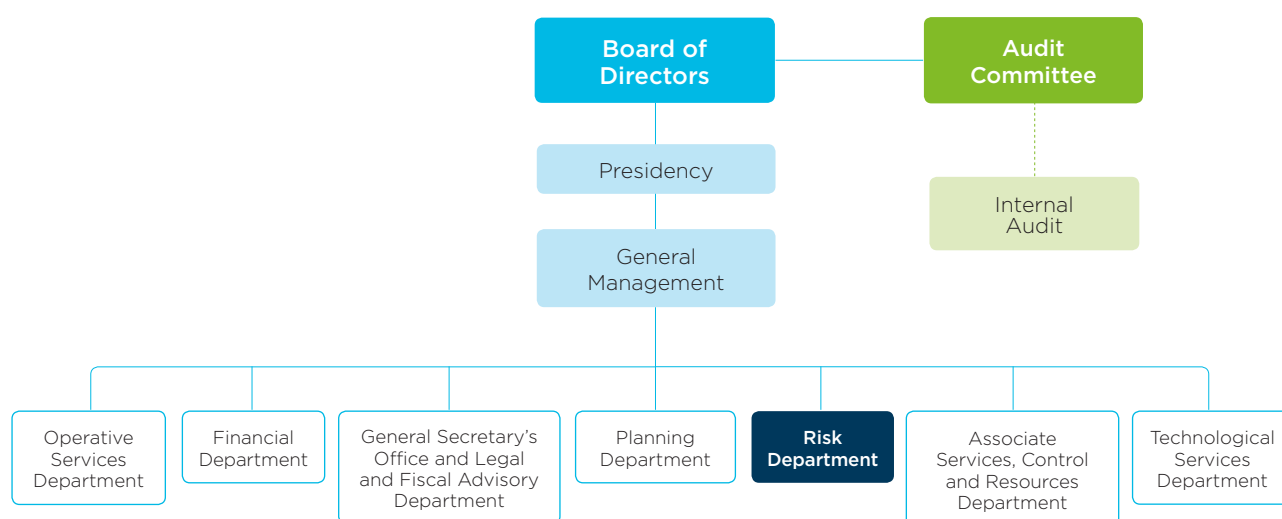 Board of
Directors
Audit
Committee
Presidency
Internal
Audit
General
Management
Operative
Services
Department
Financial
Department
General Secretary’s
Office and Legal
and Fiscal Advisory
Department
Planning
Department
Risk
Department
Associate
Services, Control
and Resources
Department
Technological
Services
Department